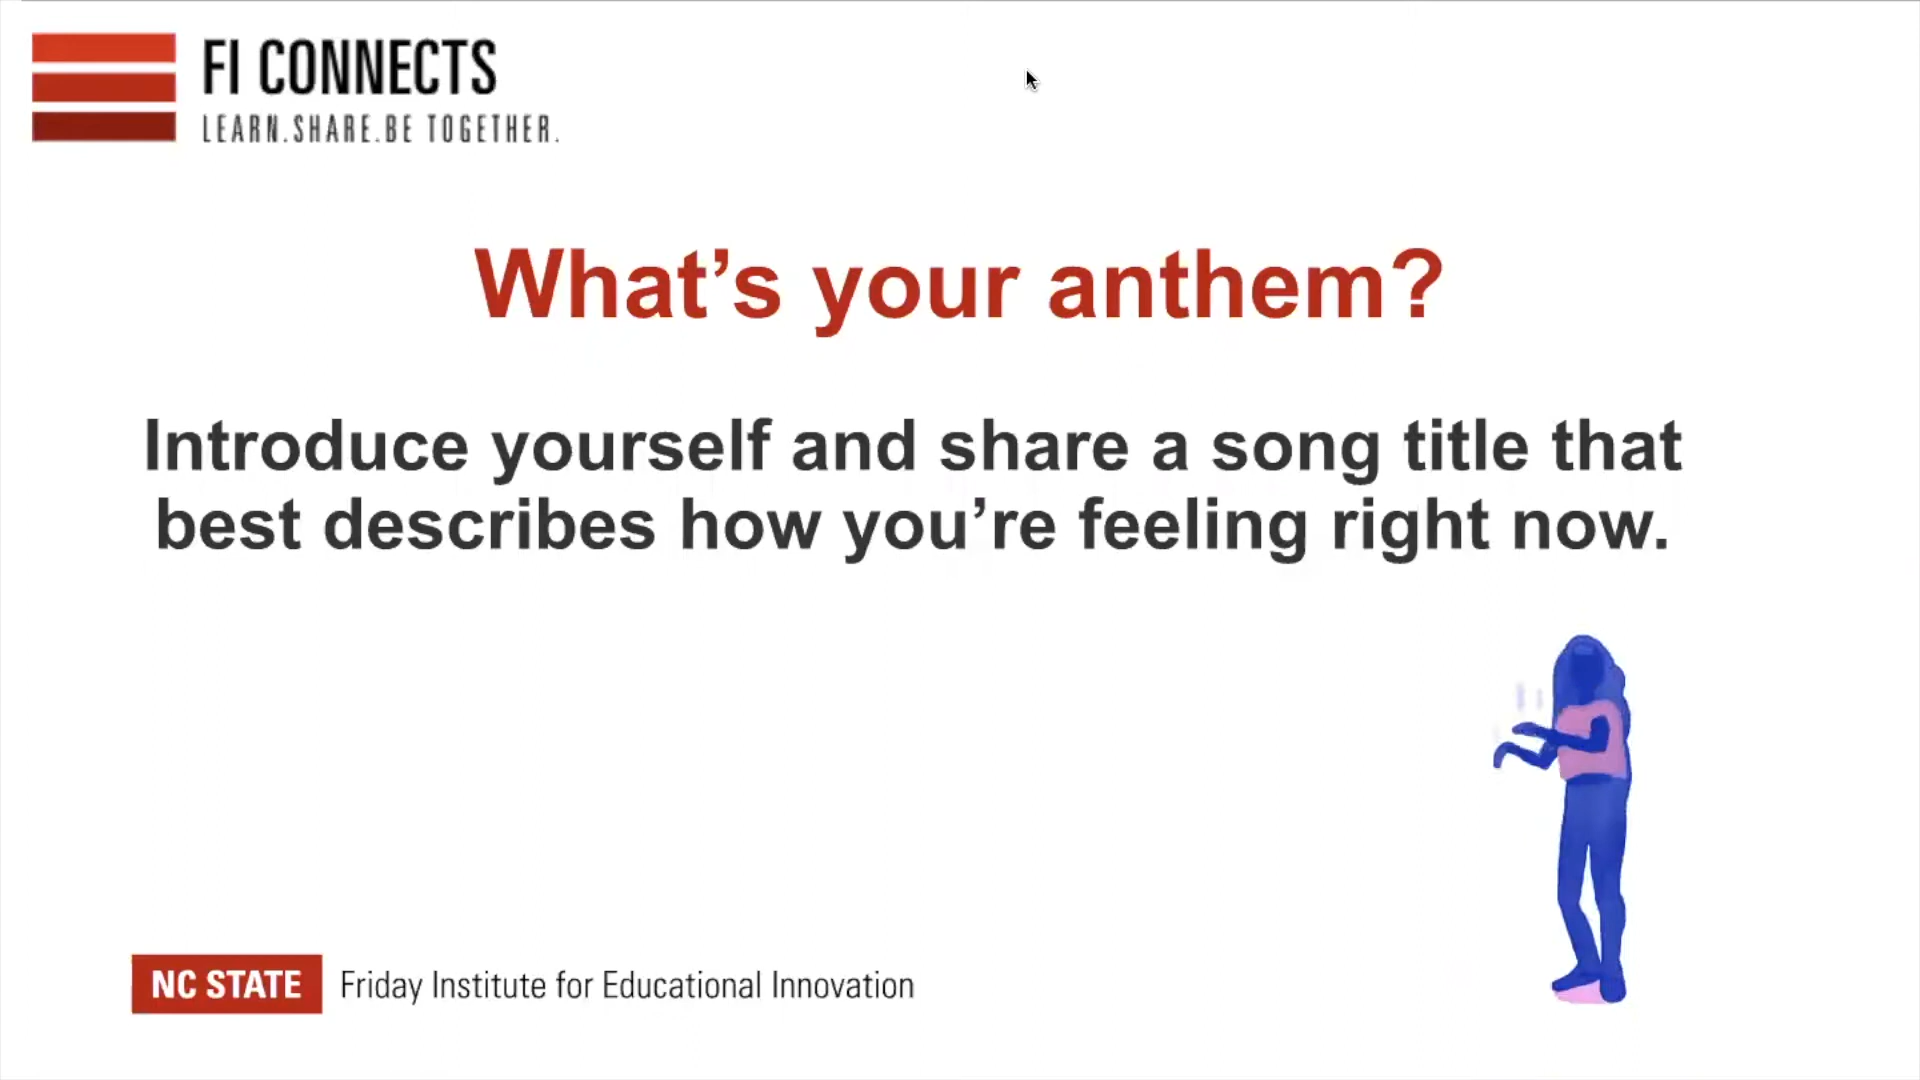 FI CONNECTS
LEARN.SHARE.BE TOGETHER.
What’s your anthem?
Introduce yourself and share a song title that
best describes how you’re feeling right now.
NC STATE Friday Institute for Educational Innovation